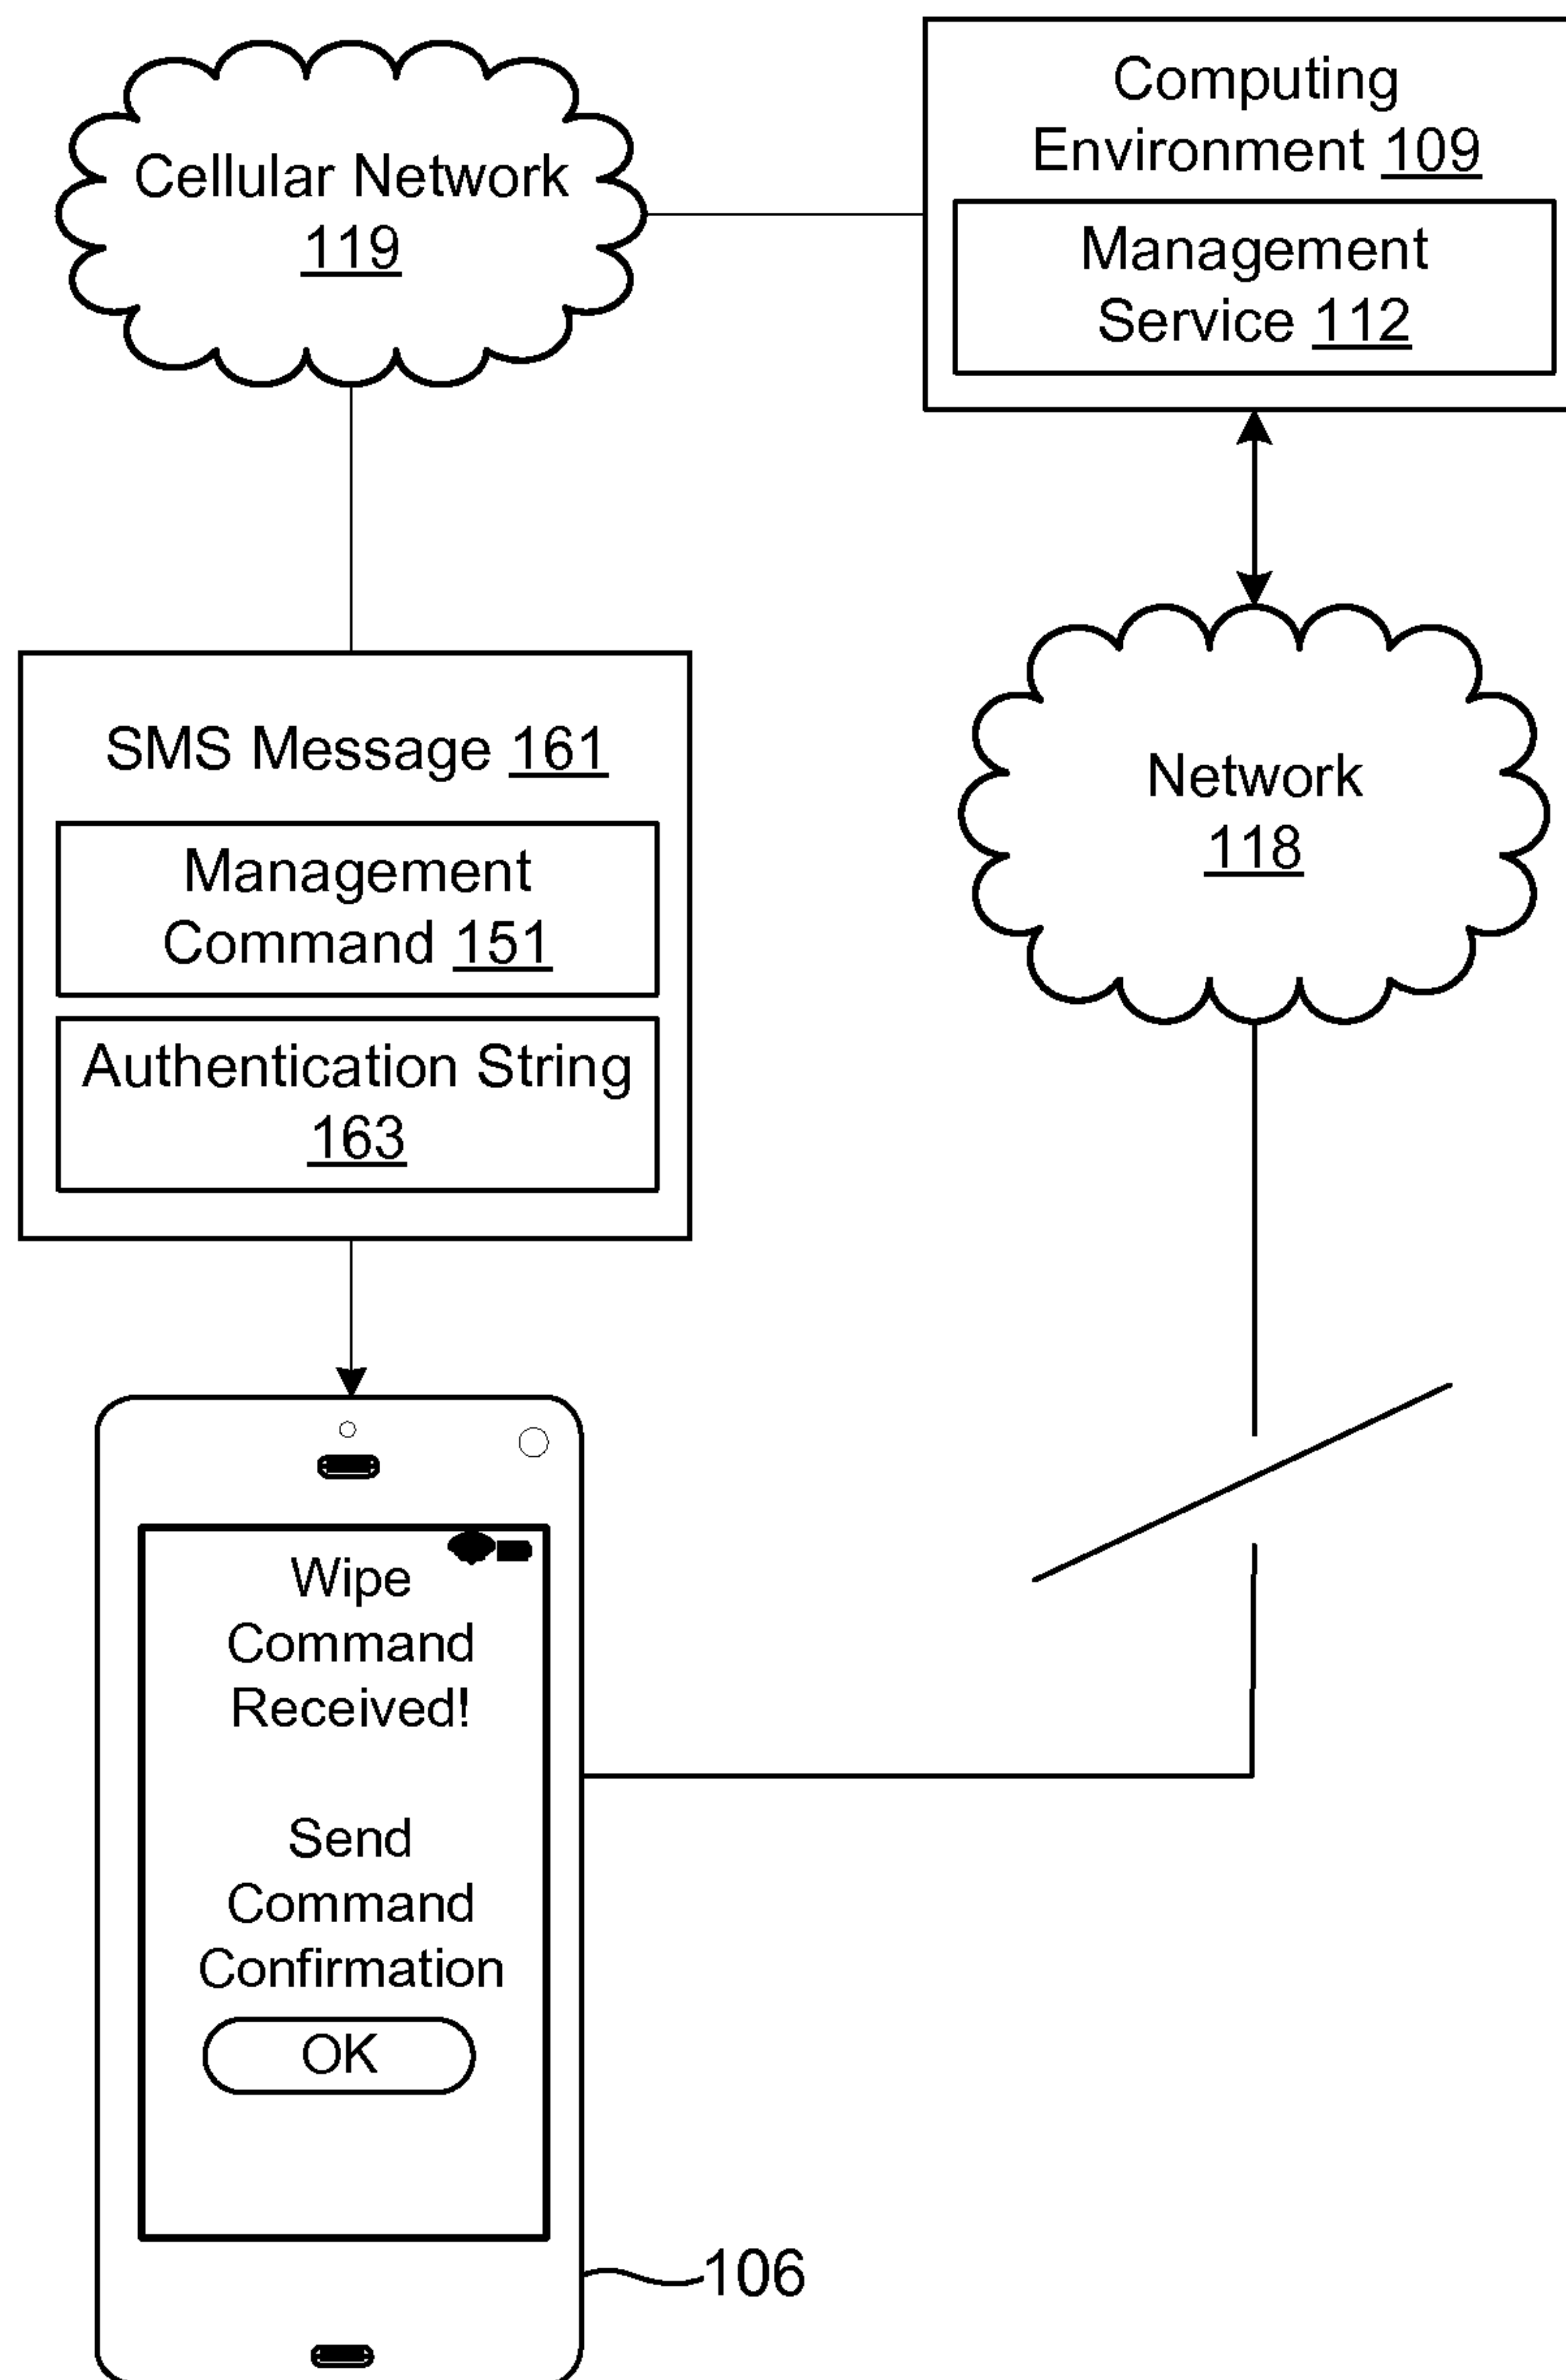 Cellular Network
119
Computing
Environment 109
Management
Service 112
SMS Message 161
Management
Command 151
Authentication String
163
Network
118
Wipe
Command
Received!
Send
Command
Confirmation
OK
106